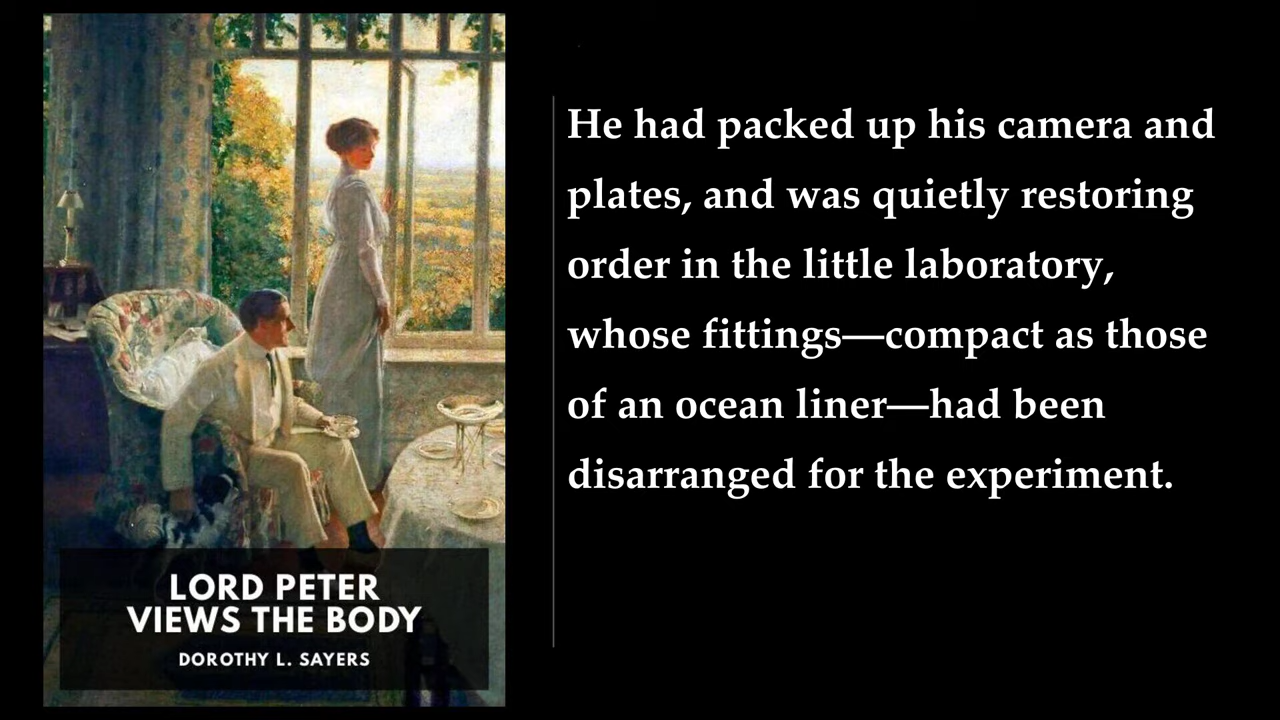 LORD PETER
VIEWS THE BODY
DOROTHY L. SAYERS
He had packed up his camera and
plates, and was quietly restoring
order in the little laboratory,
whose fittings—compact as those
of an ocean liner—had been
disarranged for the experiment.